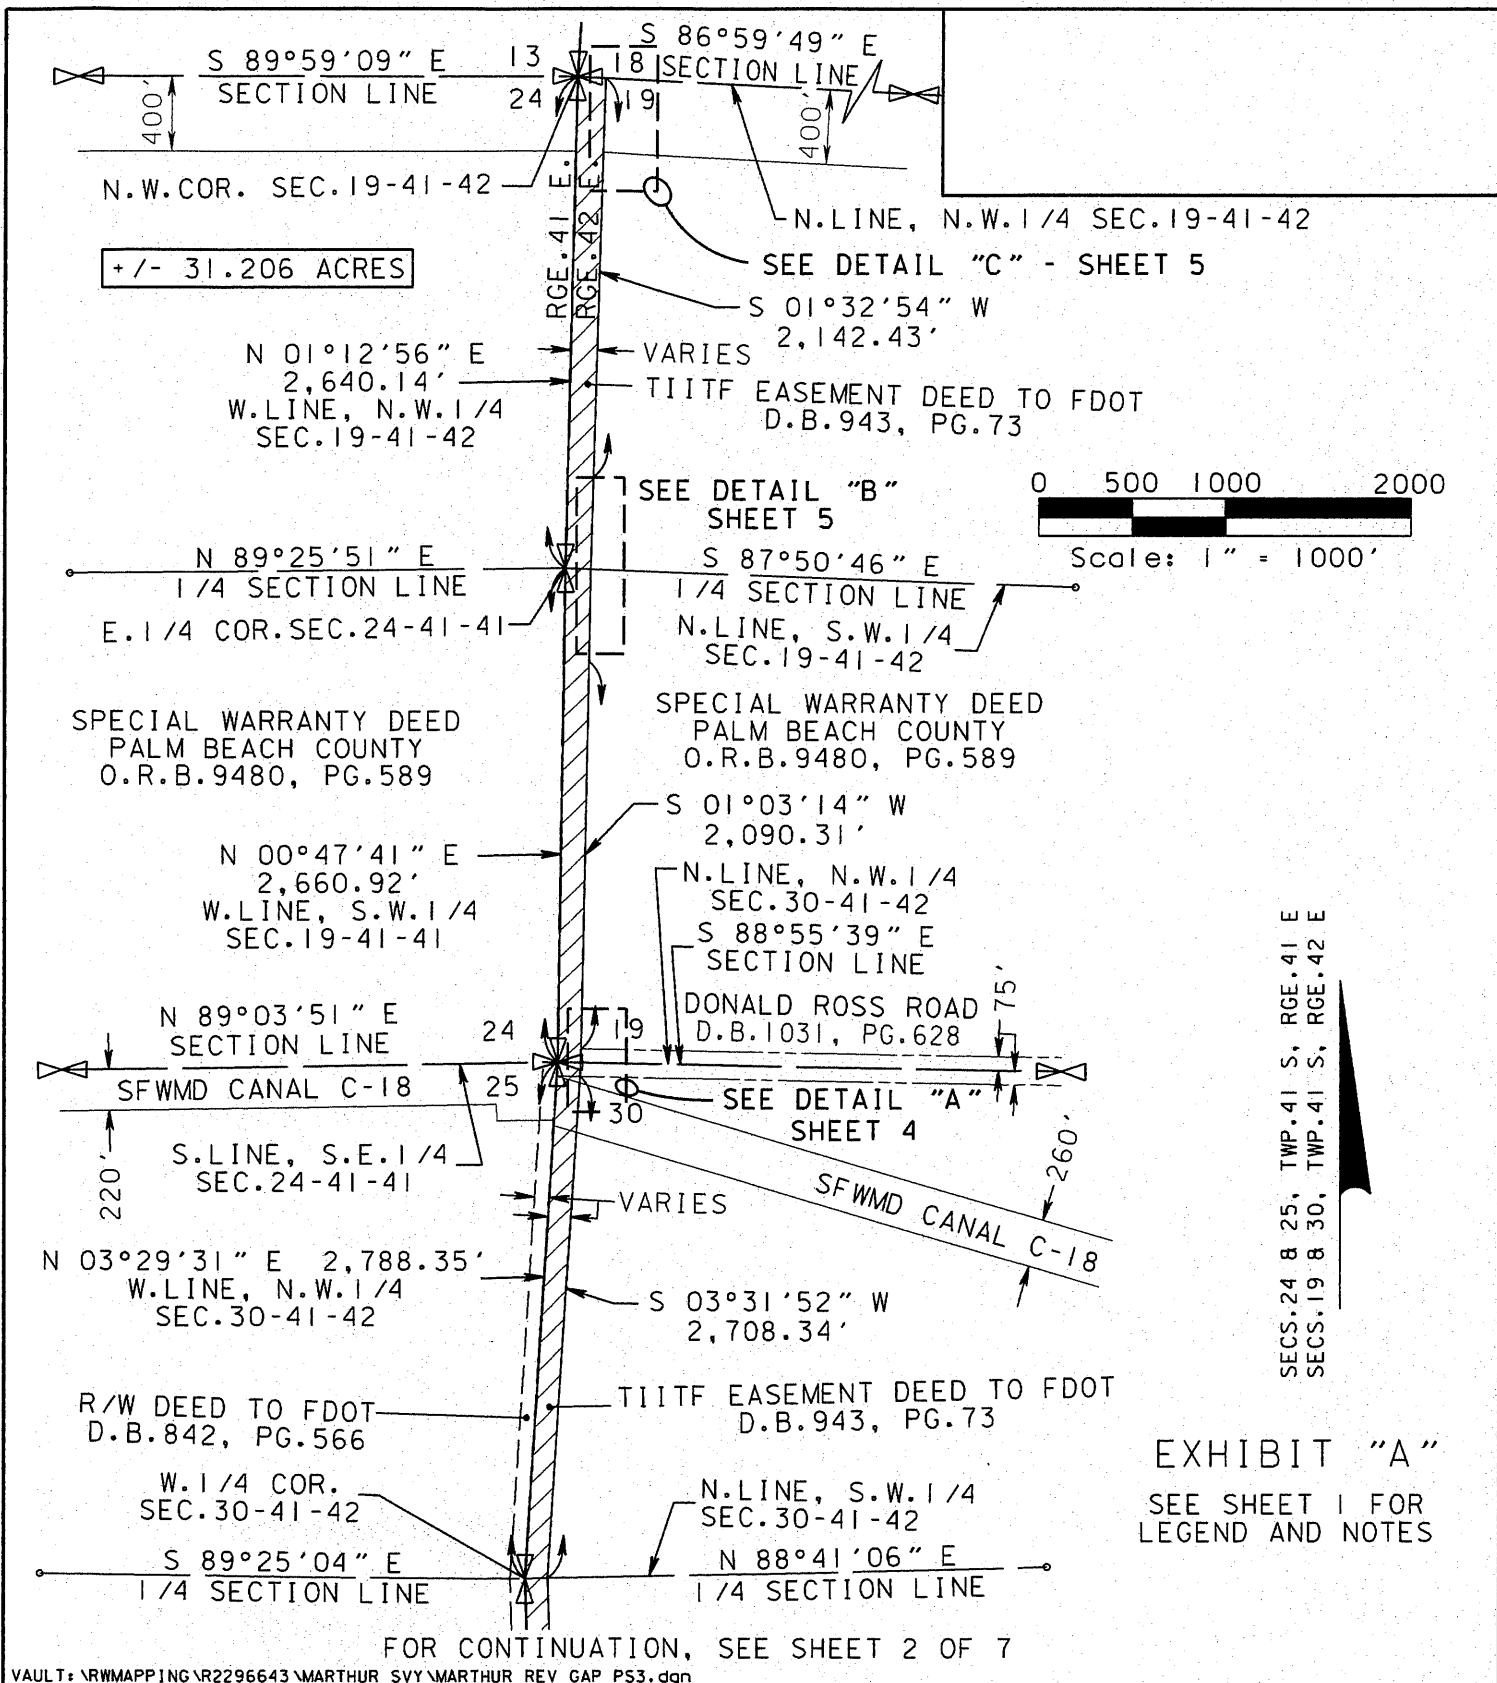 S 89°59'09" E
SECTION LINE
13
18
24
19
S 86°59'49" E
SECTION LINE
400'
400'
N.W.COR. SEC.19-41-42
RGE.41 E.
RGE.42 E.
N.LINE, N.W.1/4 SEC.19-41-42
SEE DETAIL "C" - SHEET 5
+/- 31.206 ACRES
S 01°32'54" W
2,142.43'
N 01°12'56" E
2,640.14'
W.LINE, N.W.1/4
SEC.19-41-42
VARIES
TIITF EASEMENT DEED TO FDOT
D.B.943, PG.73
SEE DETAIL "B"
SHEET 5
0 500 1000 2000
Scale: 1" = 1000'
N 89°25'51" E
1/4 SECTION LINE
S 87°50'46" E
1/4 SECTION LINE
E.1/4 COR.SEC.24-41-41
N.LINE, S.W.1/4
SEC.19-41-42
SPECIAL WARRANTY DEED
PALM BEACH COUNTY
O.R.B.9480, PG.589
SPECIAL WARRANTY DEED
PALM BEACH COUNTY
O.R.B.9480, PG.589
S 01°03'14" W
2,090.31'
N 00°47'41" E
2,660.92'
W.LINE, S.W.1/4
SEC.19-41-41
N.LINE, N.W.1/4
SEC.30-41-42
S 88°55'39" E
SECTION LINE
75'
DONALD ROSS ROAD
D.B.1031, PG.628
N 89°03'51" E
SECTION LINE
24
19
25
30
SFWMD CANAL C-18
SEE DETAIL "A"
SHEET 4
220'
S.LINE, S.E.1/4
SEC.24-41-41
260'
SFWMD CANAL C-18
VARIES
N 03°29'31" E 2,788.35'
W.LINE, N.W.1/4
SEC.30-41-42
S 03°31'52" W
2,708.34'
SECS.24 & 25, TWP.41 S, RGE.41 E
SECS.19 & 30, TWP.41 S, RGE.42 E
R/W DEED TO FDOT
D.B.842, PG.566
TIITF EASEMENT DEED TO FDOT
D.B.943, PG.73
EXHIBIT "A"
SEE SHEET 1 FOR
LEGEND AND NOTES
W.1/4 COR.
SEC.30-41-42
N.LINE, S.W.1/4
SEC.30-41-42
S 89°25'04" E
1/4 SECTION LINE
N 88°41'06" E
1/4 SECTION LINE
FOR CONTINUATION, SEE SHEET 2 OF 7
VAULT: \RWMAPPING\R2296643\MARTHUR SVY\MARTHUR REV GAP PS3.dgn